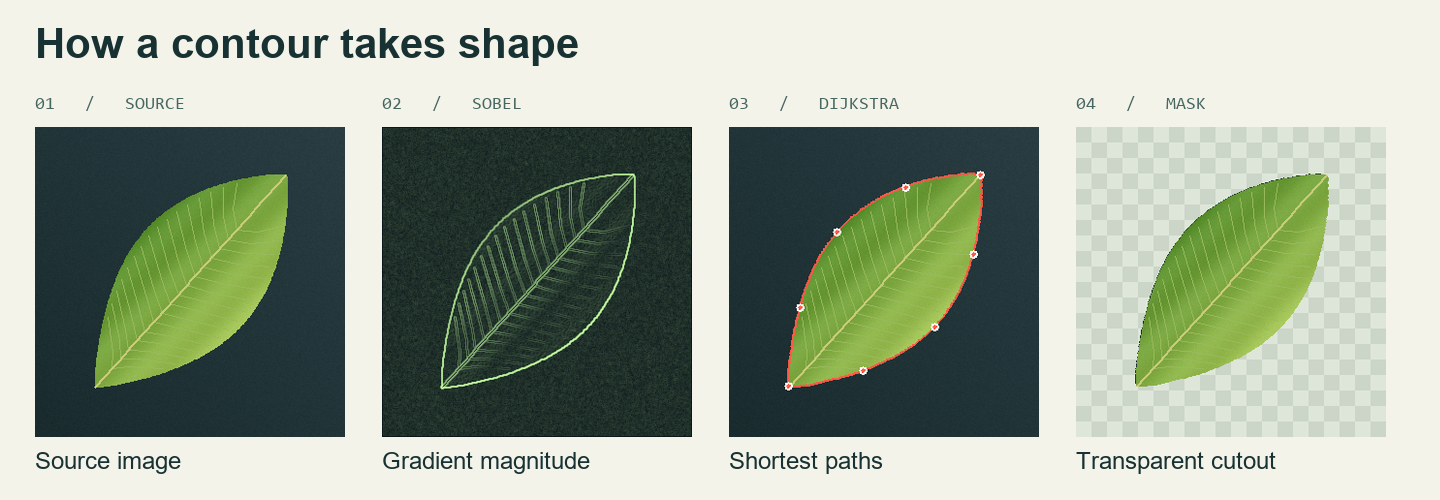 How a contour takes shape
01 / SOURCE
02 / SOBEL
03 / DIJKSTRA
04 / MASK
Source image
Gradient magnitude
Shortest paths
Transparent cutout